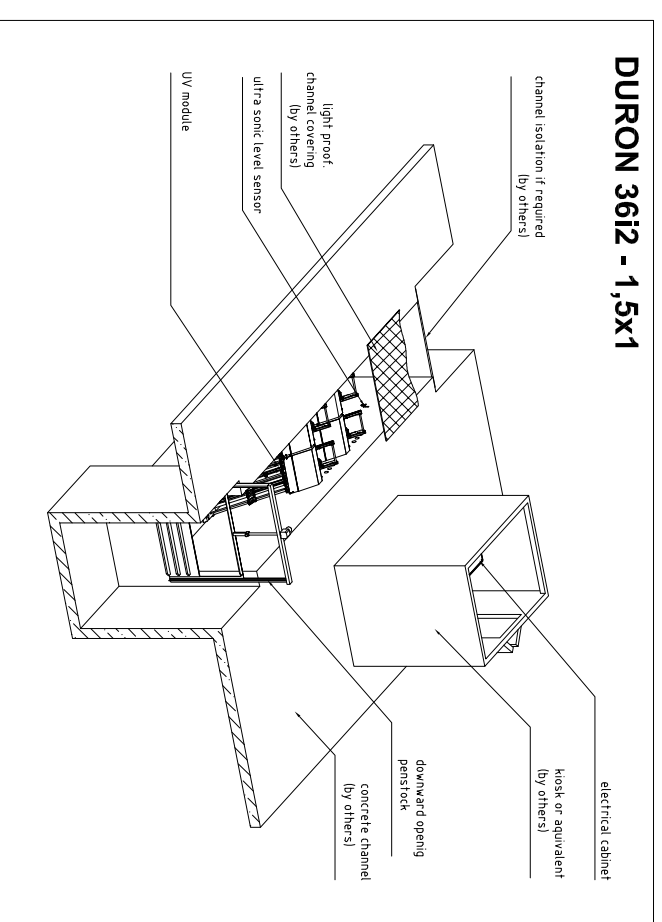 DURON 36i2 - 1,5x1
channel isolation if required
(by others)
light proof.
channel covering
(by others)
ultra sonic level sensor
UV module
electrical cabinet
kiosk or aquivalent
(by others)
downward openig
penstock
concrete channel
(by others)